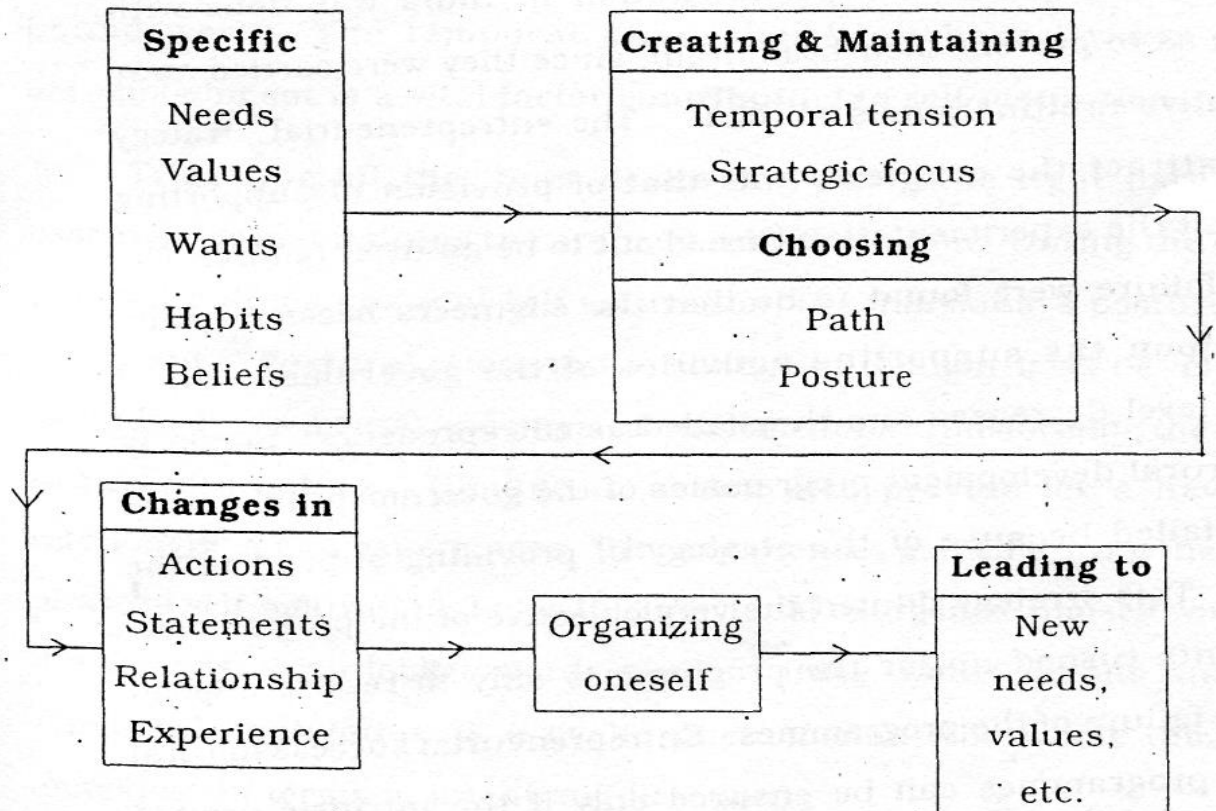 Specific
Needs
Values
Wants
Habits
Beliefs
Creating & Maintaining
Temporal tension
Strategic focus
Choosing
Path
Posture
Changes in
Actions
Statements
Relationship
Experience
Organizing
oneself
Leading to
New
needs,
values,
etc.